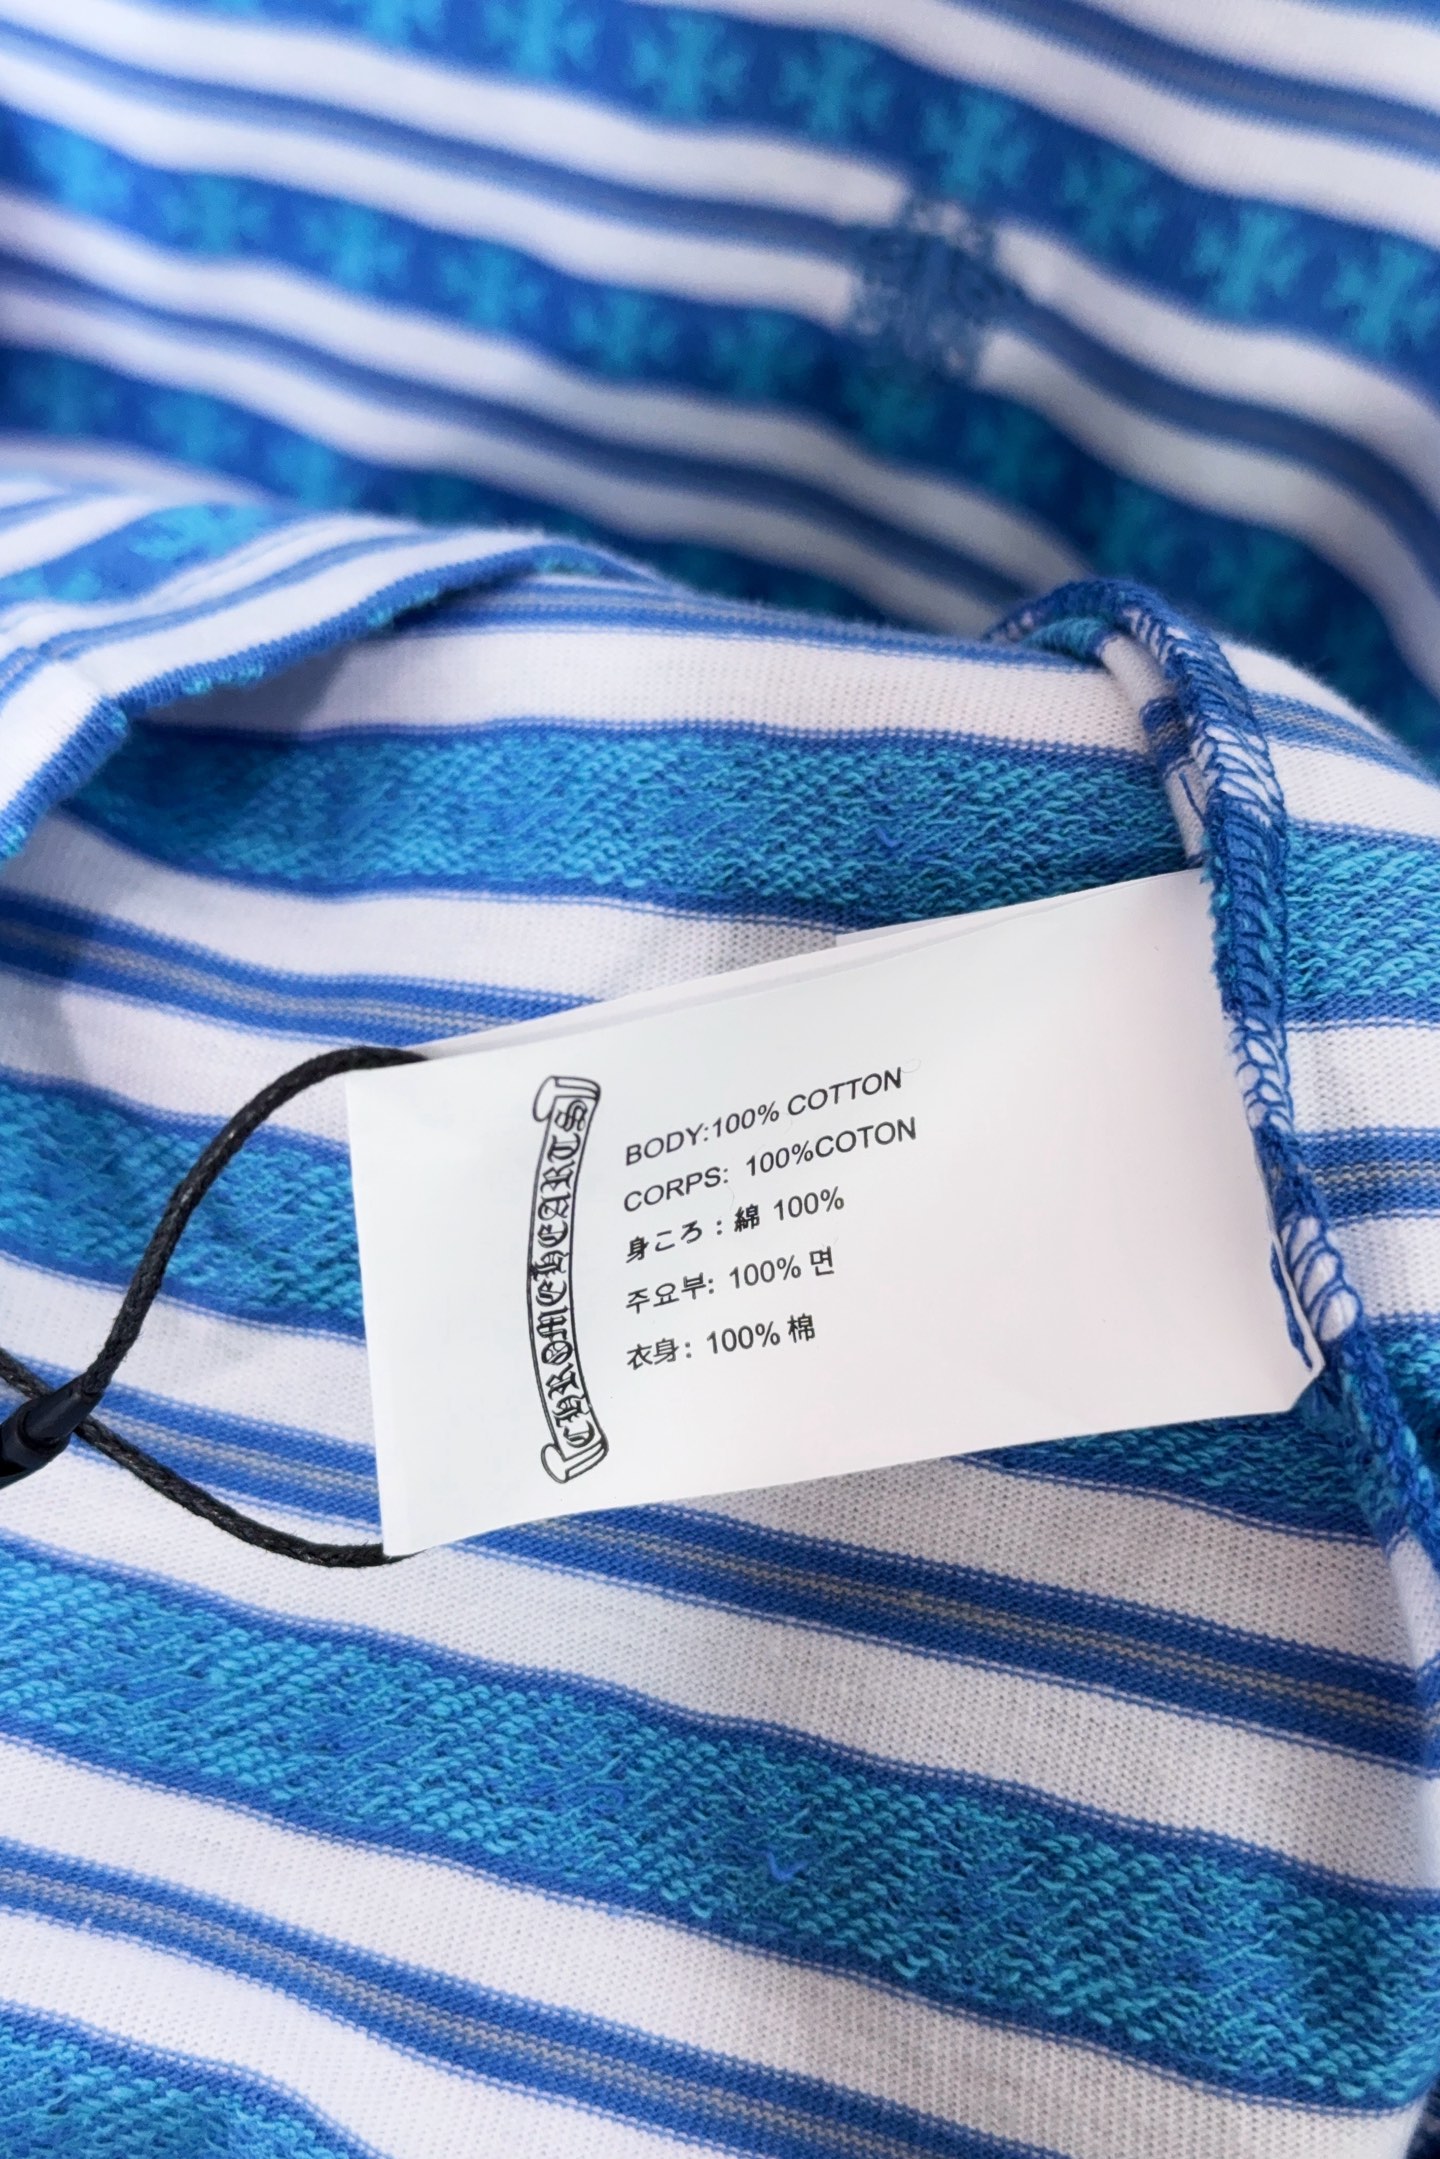 CHROME HEARTS
BODY:100% COTTON
CORPS: 100%COTON
身ころ : 綿 100%
주요부: 100% 면
衣身: 100% 棉